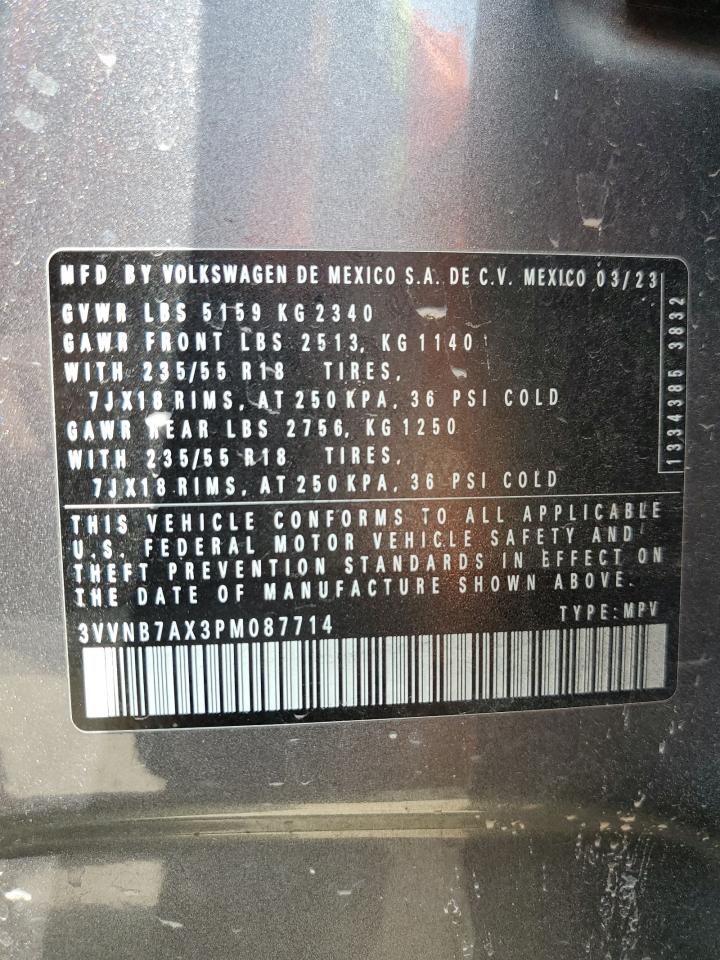 MFD BY VOLKSWAGEN DE MEXICO S.A. DE C.V. MEXICO 03/23
GVWR LBS 5159 KG 2340
GAWR FRONT LBS 2513, KG 1140
WITH 235/55 R18 TIRES,
7JX18 RIMS, AT 250 KPA, 36 PSI COLD
GAWR REAR LBS 2756, KG 1250
WITH 235/55 R18 TIRES,
7JX18 RIMS, AT 250 KPA, 36 PSI COLD
1334385 3832
THIS VEHICLE CONFORMS TO ALL APPLICABLE
U.S. FEDERAL MOTOR VEHICLE SAFETY AND
THEFT PREVENTION STANDARDS IN EFFECT ON
THE DATE OF MANUFACTURE SHOWN ABOVE.
TYPE: MPV
3VVNB7AX3PM087714